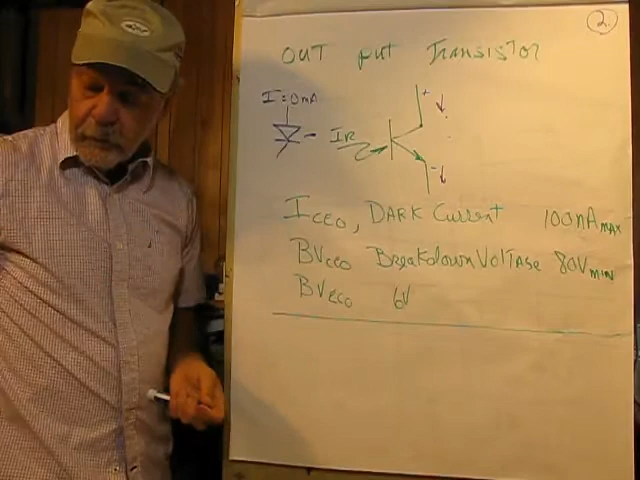 2.
OUT put Transistor
I=0mA
IR
+
-
ICEO, DARK Current 100nA MAX
BVCEO Breakdown Voltage 80V MIN
BVECO 6V